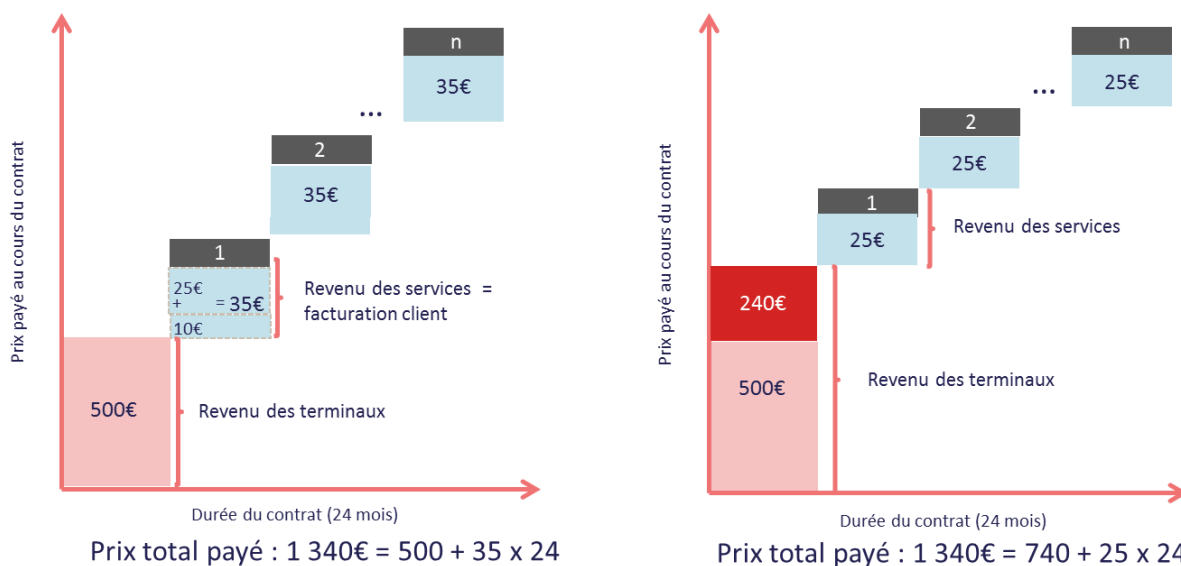 Prix payé au cours du contrat
n
35€
...
2
35€
1
25€
+
= 35€
10€
Revenu des services =
facturation client
500€
Revenu des terminaux
Durée du contrat (24 mois)
Prix total payé : 1 340€ = 500 + 35 x 24
Prix payé au cours du contrat
n
25€
...
2
25€
1
25€
Revenu des services
240€
500€
Revenu des terminaux
Durée du contrat (24 mois)
Prix total payé : 1 340€ = 740 + 25 x 24